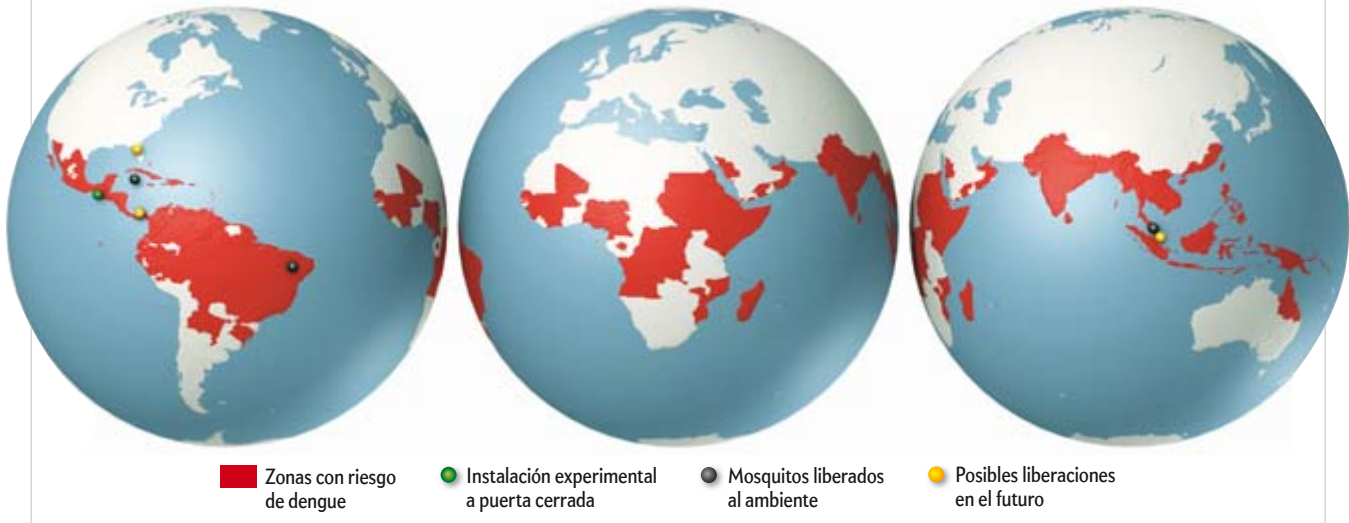 Zonas con riesgo
de dengue
Instalación experimental
a puerta cerrada
Mosquitos liberados
al ambiente
Posibles liberaciones
en el futuro